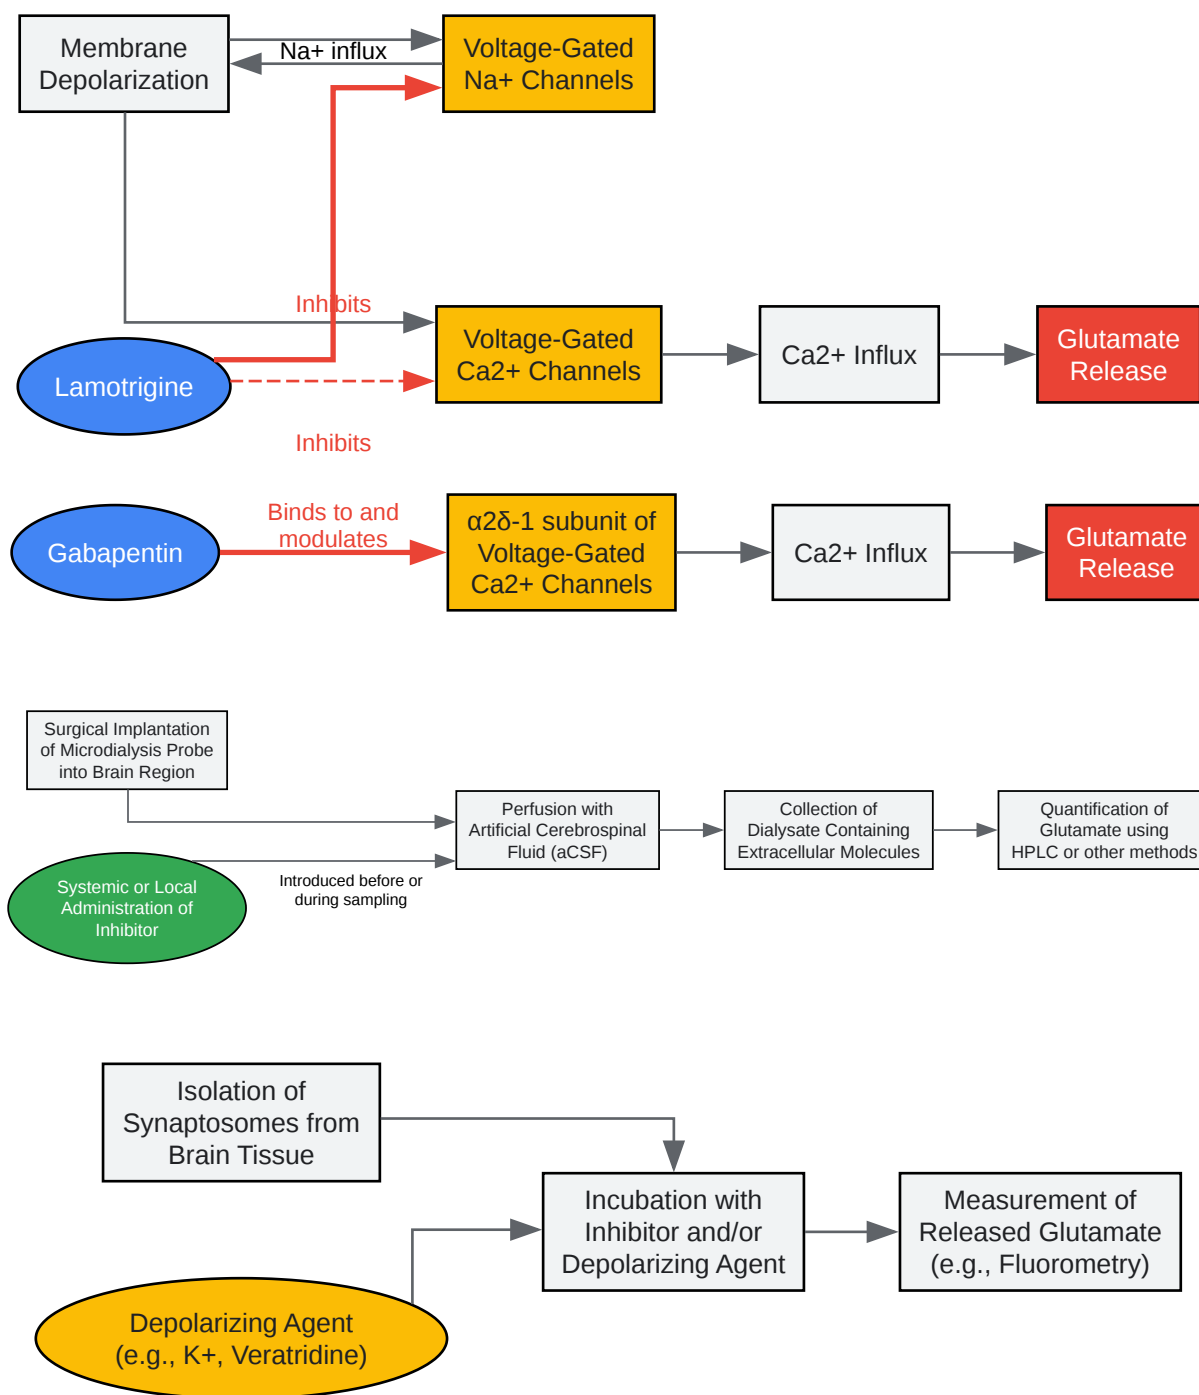 Membrane
Depolarization
Na+ influx
Voltage-Gated
Na+ Channels
Inhibits
Voltage-Gated
Ca2+ Channels
Ca2+ Influx
Glutamate
Release
Lamotrigine
Inhibits
Gabapentin
Binds to and
modulates
α2δ-1 subunit of
Voltage-Gated
Ca2+ Channels
Ca2+ Influx
Glutamate
Release
Surgical Implantation
of Microdialysis Probe
into Brain Region
Perfusion with
Artificial Cerebrospinal
Fluid (aCSF)
Collection of
Dialysate Containing
Extracellular Molecules
Quantification of
Glutamate using
HPLC or other methods
Systemic or Local
Administration of
Inhibitor
Introduced before or
during sampling
Isolation of
Synaptosomes from
Brain Tissue
Incubation with
Inhibitor and/or
Depolarizing Agent
Measurement of
Released Glutamate
(e.g., Fluorometry)
Depolarizing Agent
(e.g., K+, Veratridine)